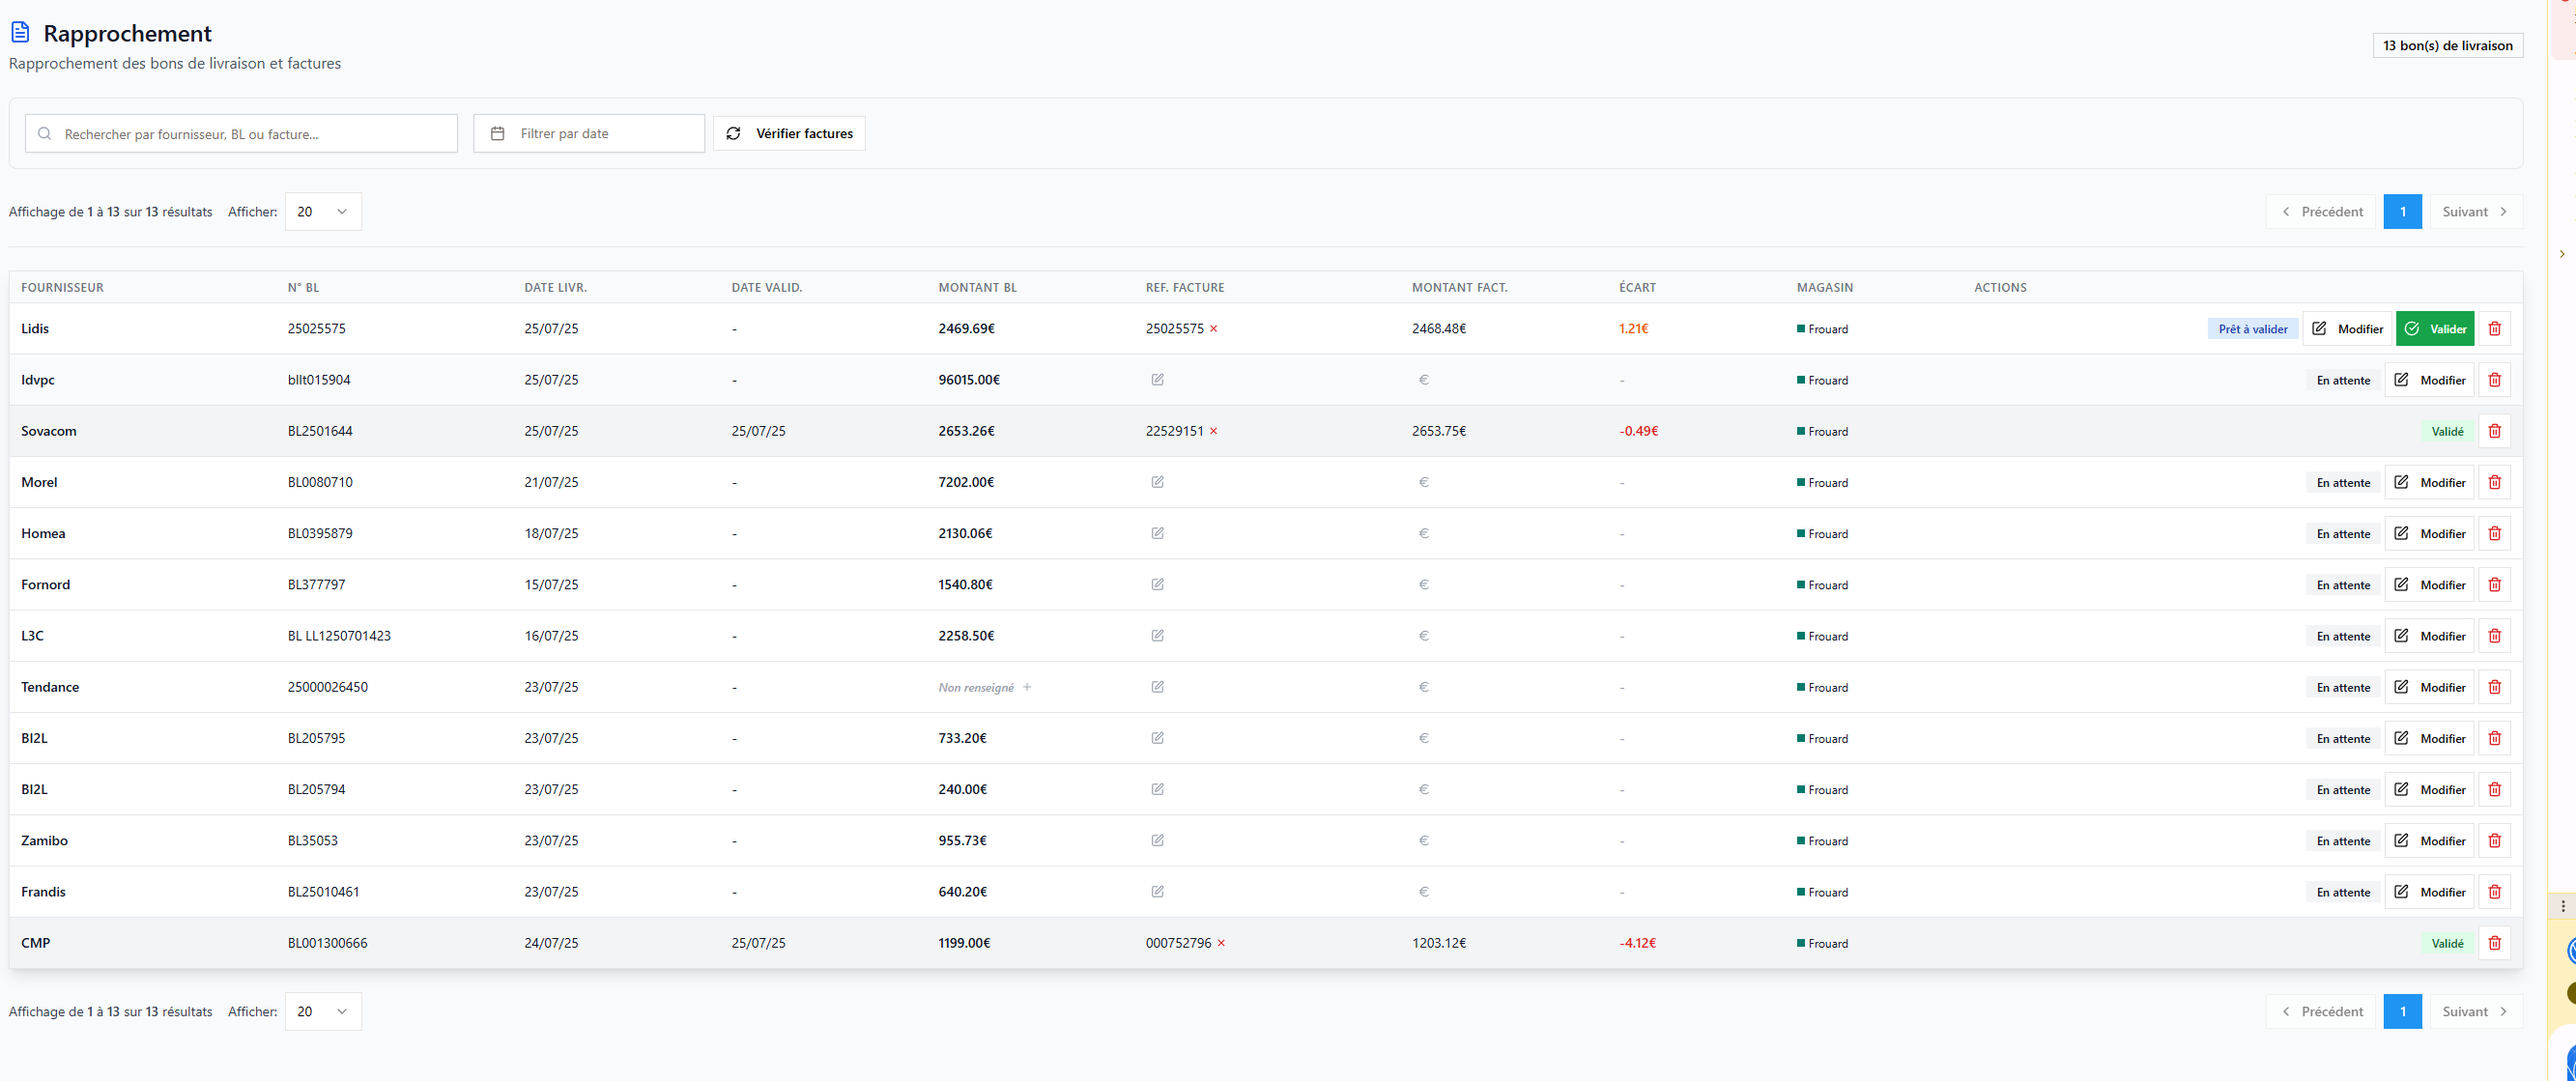 Rapprochement
Rapprochement des bons de livraison et factures
13 bon(s) de livraison
Rechercher par fournisseur, BL ou facture...
Filtrer par date
Vérifier factures
Affichage de 1 à 13 sur 13 résultats Afficher: 20
Précédent 1 Suivant
FOURNISSEUR N° BL DATE LIVR. DATE VALID. MONTANT BL REF. FACTURE MONTANT FACT. ÉCART MAGASIN ACTIONS
Lidis 25025575 25/07/25 - 2469.69€ 25025575 × 2468.48€ 1.21€ Frouard Prêt à valider Modifier Valider
Idvpc bllt015904 25/07/25 - 96015.00€ € - Frouard En attente Modifier
Sovacom BL2501644 25/07/25 25/07/25 2653.26€ 22529151 × 2653.75€ -0.49€ Frouard Validé
Morel BL0080710 21/07/25 - 7202.00€ € - Frouard En attente Modifier
Homea BL0395879 18/07/25 - 2130.06€ € - Frouard En attente Modifier
Fornord BL377797 15/07/25 - 1540.80€ € - Frouard En attente Modifier
L3C BL LL1250701423 16/07/25 - 2258.50€ € - Frouard En attente Modifier
Tendance 25000026450 23/07/25 - Non renseigné + € - Frouard En attente Modifier
BI2L BL205795 23/07/25 - 733.20€ € - Frouard En attente Modifier
BI2L BL205794 23/07/25 - 240.00€ € - Frouard En attente Modifier
Zamibo BL35053 23/07/25 - 955.73€ € - Frouard En attente Modifier
Frandis BL25010461 23/07/25 - 640.20€ € - Frouard En attente Modifier
CMP BL001300666 24/07/25 25/07/25 1199.00€ 000752796 × 1203.12€ -4.12€ Frouard Validé
Affichage de 1 à 13 sur 13 résultats Afficher: 20
Précédent 1 Suivant